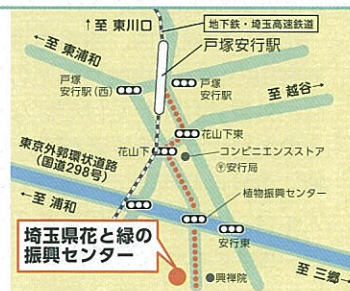 ↑至 東川口
地下鉄・埼玉高速鉄道
戸塚安行駅
←至 東浦和
戸塚
安行駅(西)
戸塚
安行駅
至 越谷→
花山下東
花山下
コンビニエンスストア
〒安行局
東京外郭環状道路
(国道298号)
植物振興センター
←至 浦和
安行東
埼玉県花と緑の
振興センター
興禅院
至 三郷→